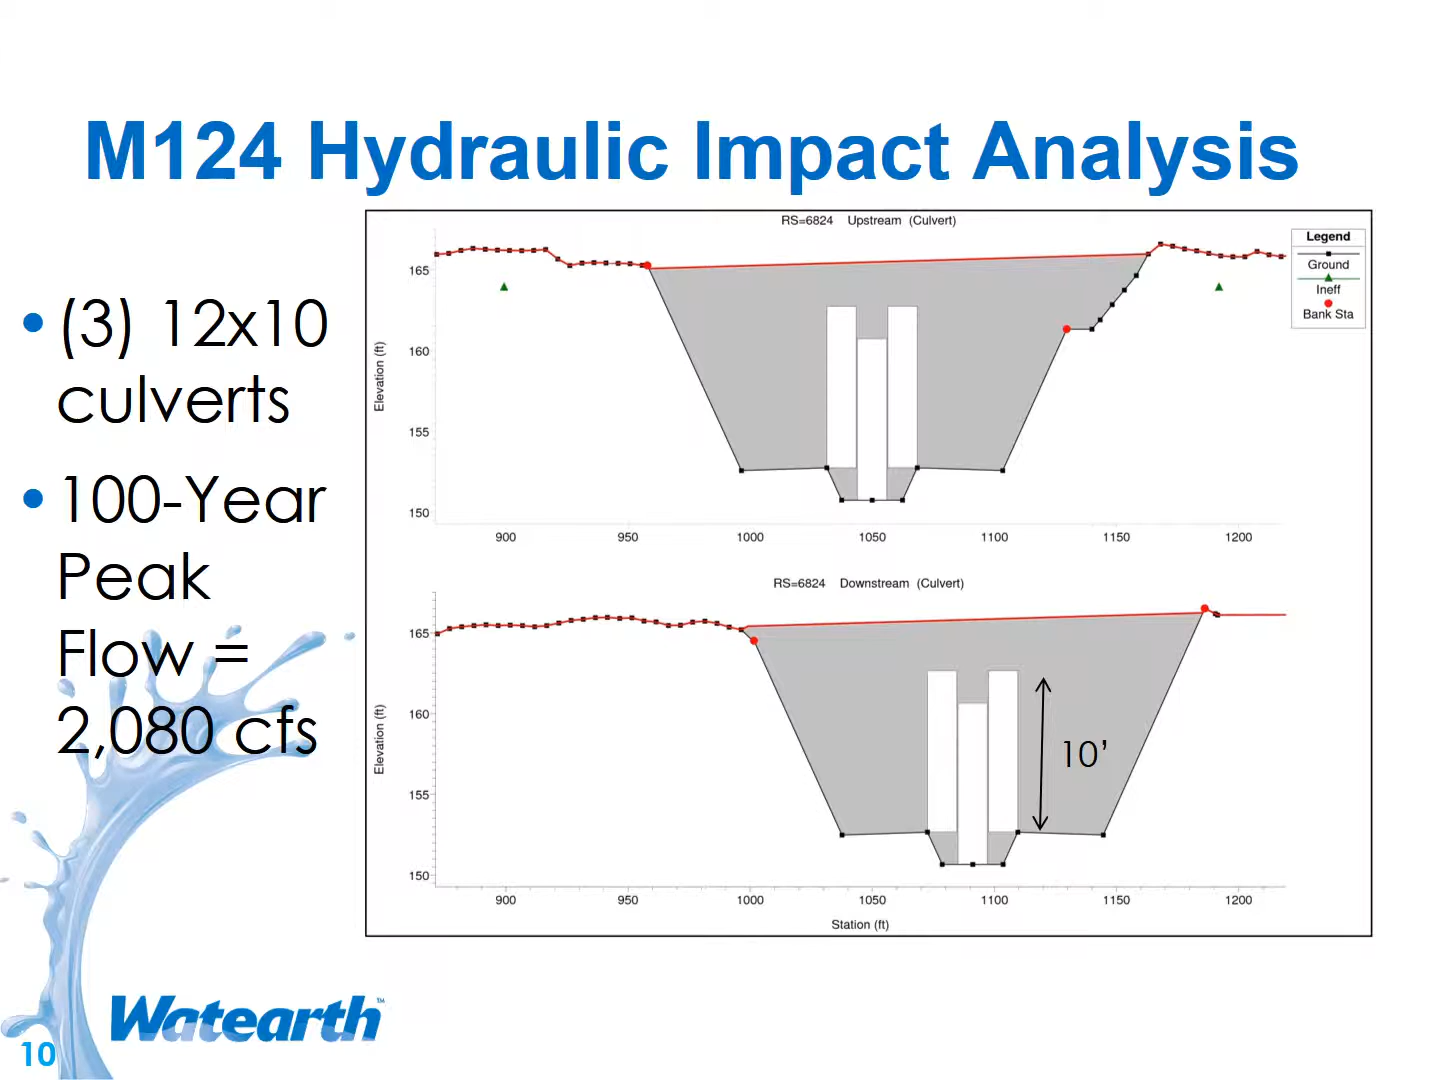 M124 Hydraulic Impact Analysis
• (3) 12x10
culverts
• 100-Year
Peak
Flow =
2,080 cfs
RS=6824 Upstream (Culvert)
Legend
Ground
Ineff
Bank Sta
Elevation (ft)
165
160
155
150
900 950 1000 1050 1100 1150 1200
RS=6824 Downstream (Culvert)
Elevation (ft)
165
160
155
150
10’
900 950 1000 1050 1100 1150 1200
Station (ft)
Watearth™
10